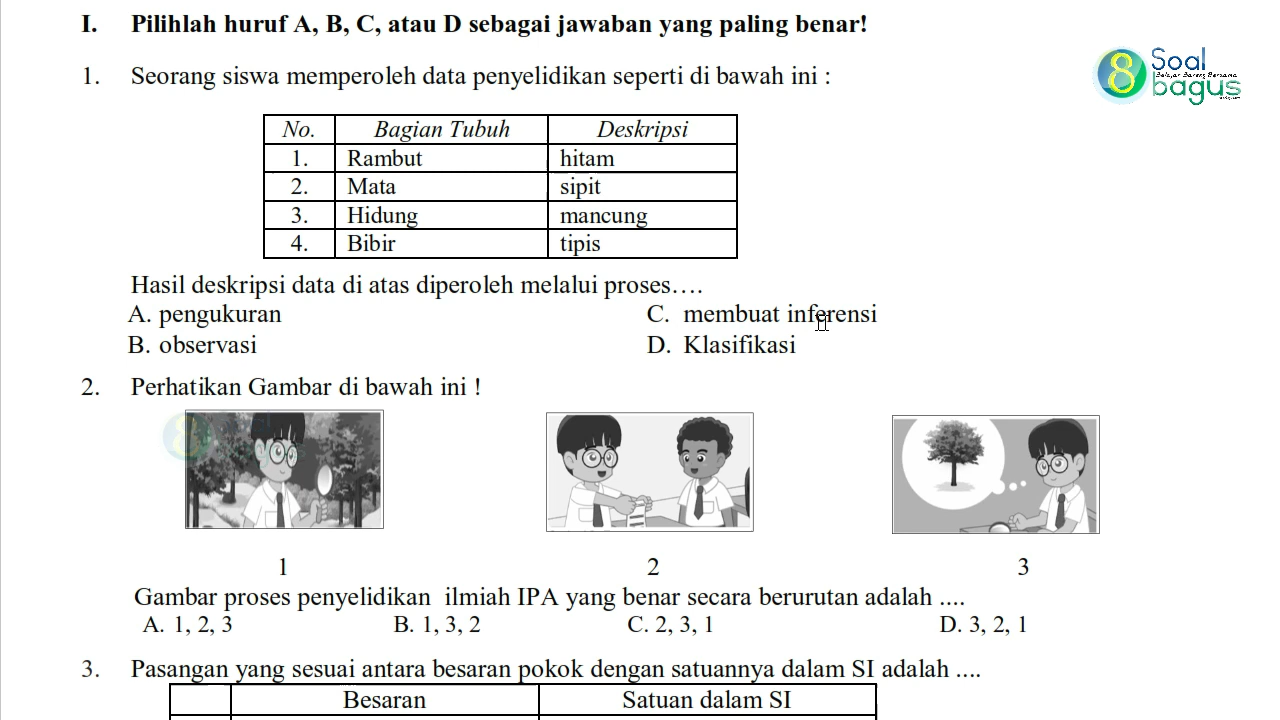 I. Pilihlah huruf A, B, C, atau D sebagai jawaban yang paling benar!
Soal
Belajar Bareng Bersama
bagus
8
1. Seorang siswa memperoleh data penyelidikan seperti di bawah ini :
No. Bagian Tubuh Deskripsi
1. Rambut hitam
2. Mata sipit
3. Hidung mancung
4. Bibir tipis
Hasil deskripsi data di atas diperoleh melalui proses….
A. pengukuran C. membuat inferensi
B. observasi D. Klasifikasi
2. Perhatikan Gambar di bawah ini !
8
1 2 3
Gambar proses penyelidikan ilmiah IPA yang benar secara berurutan adalah ....
A. 1, 2, 3 B. 1, 3, 2 C. 2, 3, 1 D. 3, 2, 1
3. Pasangan yang sesuai antara besaran pokok dengan satuannya dalam SI adalah ....
Besaran Satuan dalam SI